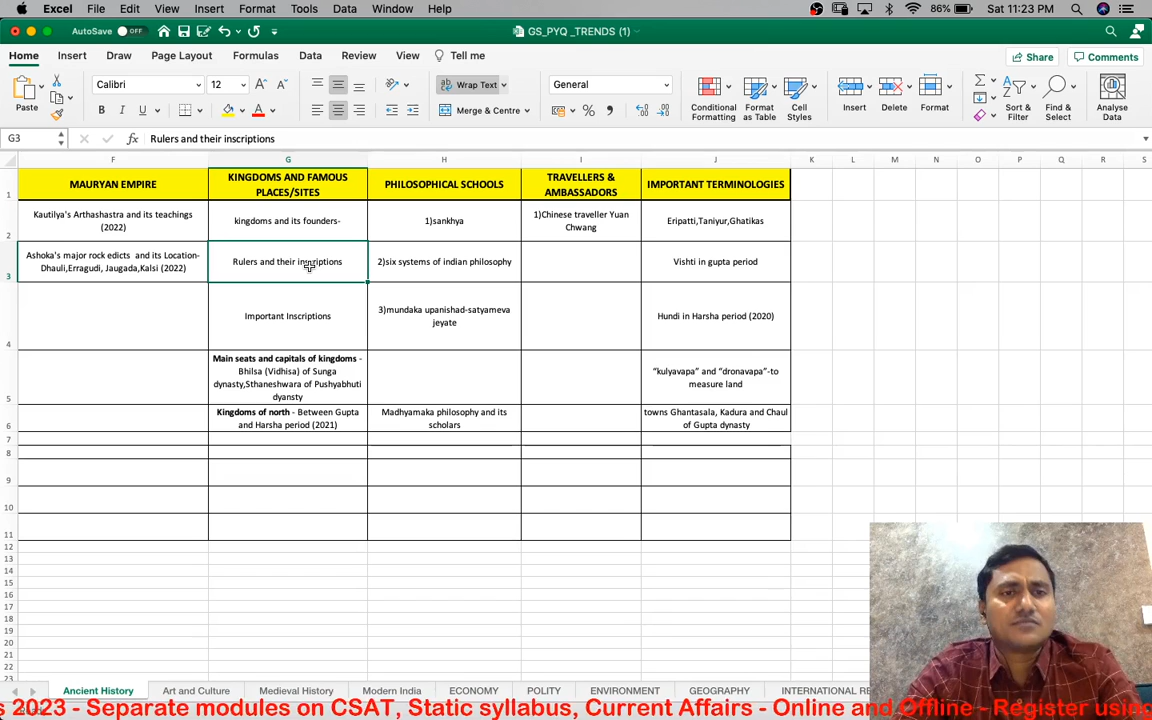 Excel File Edit View Insert Format Tools Data Window Help 86% Sat 11:23 PM
AutoSave OFF GS_PYQ _TRENDS (1)
Home Insert Draw Page Layout Formulas Data Review View Tell me Share Comments
Paste Calibri 12 Wrap Text General Conditional Formatting Format as Table Cell Styles Insert Delete Format Sort & Filter Find & Select Analyse Data
B I U Merge & Centre
G3 fx Rulers and their inscriptions
F G H I J K L M N O P Q R S
1 MAURYAN EMPIRE KINGDOMS AND FAMOUS PLACES/SITES PHILOSOPHICAL SCHOOLS TRAVELLERS & AMBASSADORS IMPORTANT TERMINOLOGIES
2 Kautilya's Arthashastra and its teachings (2022) kingdoms and its founders- 1)sankhya 1)Chinese traveller Yuan Chwang Eripatti,Taniyur,Ghatikas
3 Ashoka's major rock edicts and its Location- Dhauli,Erragudi, Jaugada,Kalsi (2022) Rulers and their inscriptions 2)six systems of indian philosophy Vishti in gupta period
4 Important Inscriptions 3)mundaka upanishad-satyameva jeyate Hundi in Harsha period (2020)
5 Main seats and capitals of kingdoms - Bhilsa (Vidhisa) of Sunga dynasty,Sthaneshwara of Pushyabhuti dyansty “kulyavapa” and “dronavapa”-to measure land
6 Kingdoms of north - Between Gupta and Harsha period (2021) Madhyamaka philosophy and its scholars towns Ghantasala, Kadura and Chaul of Gupta dynasty
7
8
9
10
11
12
13
14
15
16
17
18
19
20
21
22
23
Ancient History Art and Culture Medieval History Modern India ECONOMY POLITY ENVIRONMENT GEOGRAPHY INTERNATIONAL RE
s 2023 - Separate modules on CSAT, Static syllabus, Current Affairs - Online and Offline - Register using